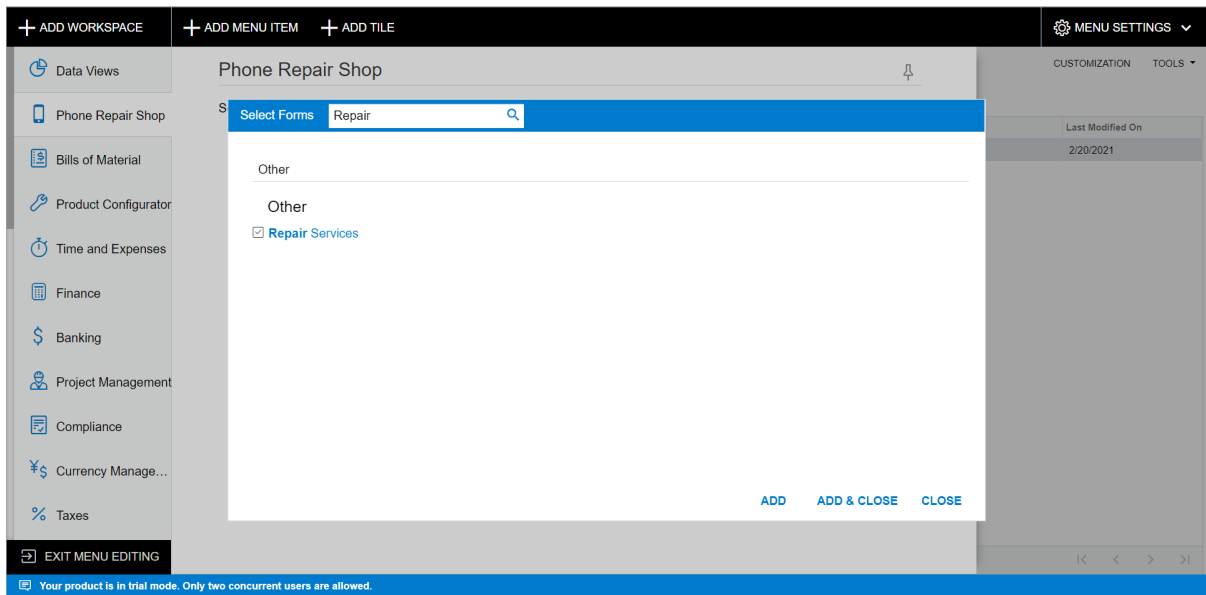 ADD WORKSPACE
ADD MENU ITEM
ADD TILE
MENU SETTINGS
Data Views
Phone Repair Shop
CUSTOMIZATION
TOOLS
Phone Repair Shop
S
Select Forms
Repair
Last Modified On
2/20/2021
Bills of Material
Other
Product Configurator
Other
Repair Services
Time and Expenses
Finance
Banking
Project Management
Compliance
Currency Manage...
Taxes
ADD
ADD & CLOSE
CLOSE
EXIT MENU EDITING
Your product is in trial mode. Only two concurrent users are allowed.